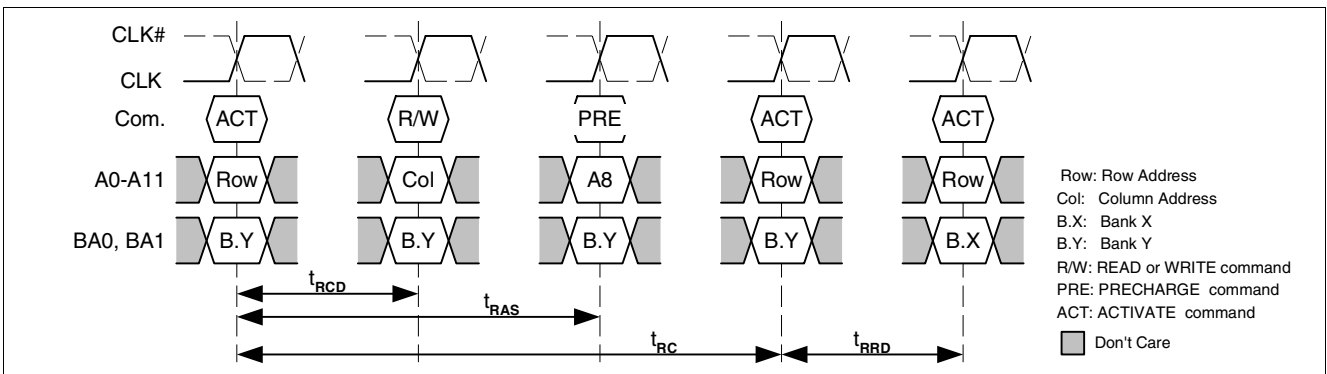 CLK#
CLK
Com. ACT R/W PRE ACT ACT
A0-A11 Row Col A8 Row Row
BA0, BA1 B.Y B.Y B.Y B.Y B.X
tRCD
tRAS
tRC tRRD
Row: Row Address
Col: Column Address
B.X: Bank X
B.Y: Bank Y
R/W: READ or WRITE command
PRE: PRECHARGE command
ACT: ACTIVATE command
Don't Care